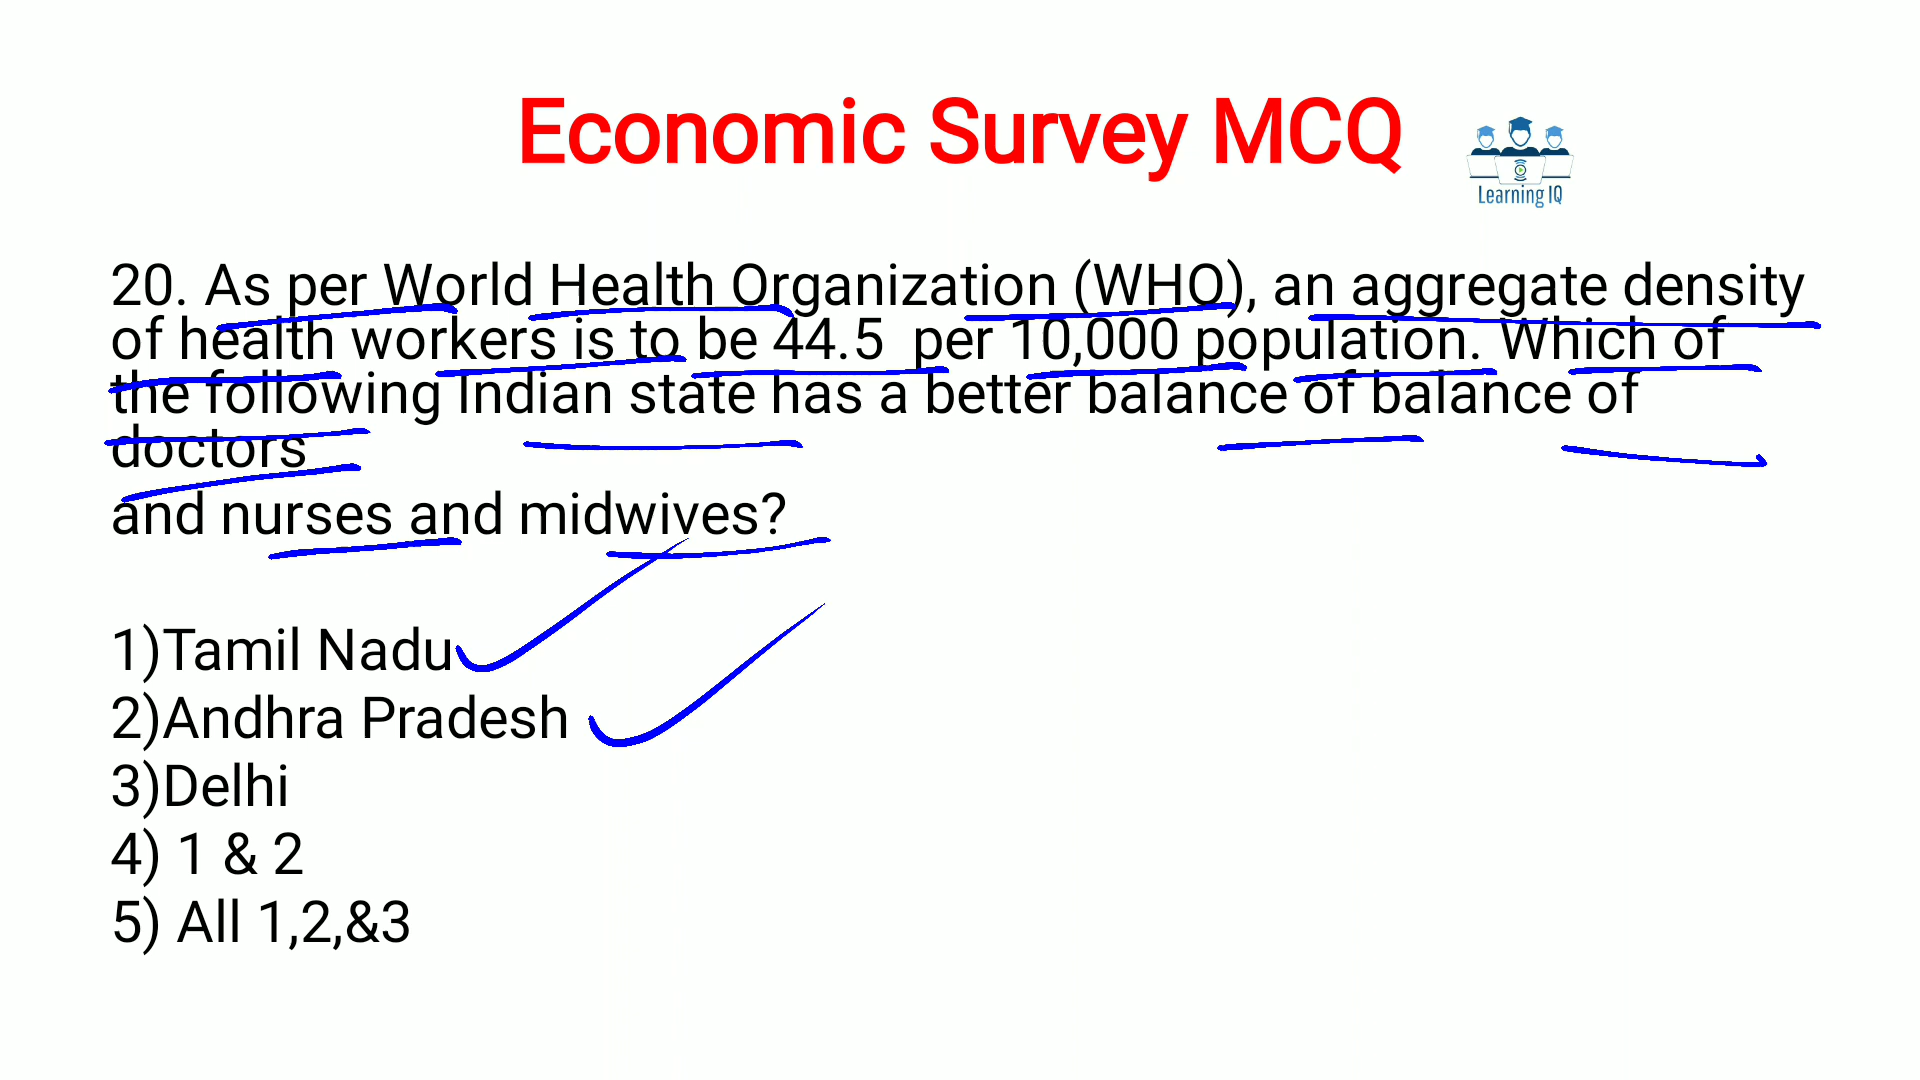 Economic Survey MCQ
Learning IQ
20. As per World Health Organization (WHO), an aggregate density
of health workers is to be 44.5 per 10,000 population. Which of
the following Indian state has a better balance of balance of
doctors
and nurses and midwives?
1)Tamil Nadu
2)Andhra Pradesh
3)Delhi
4) 1 & 2
5) All 1,2,&3